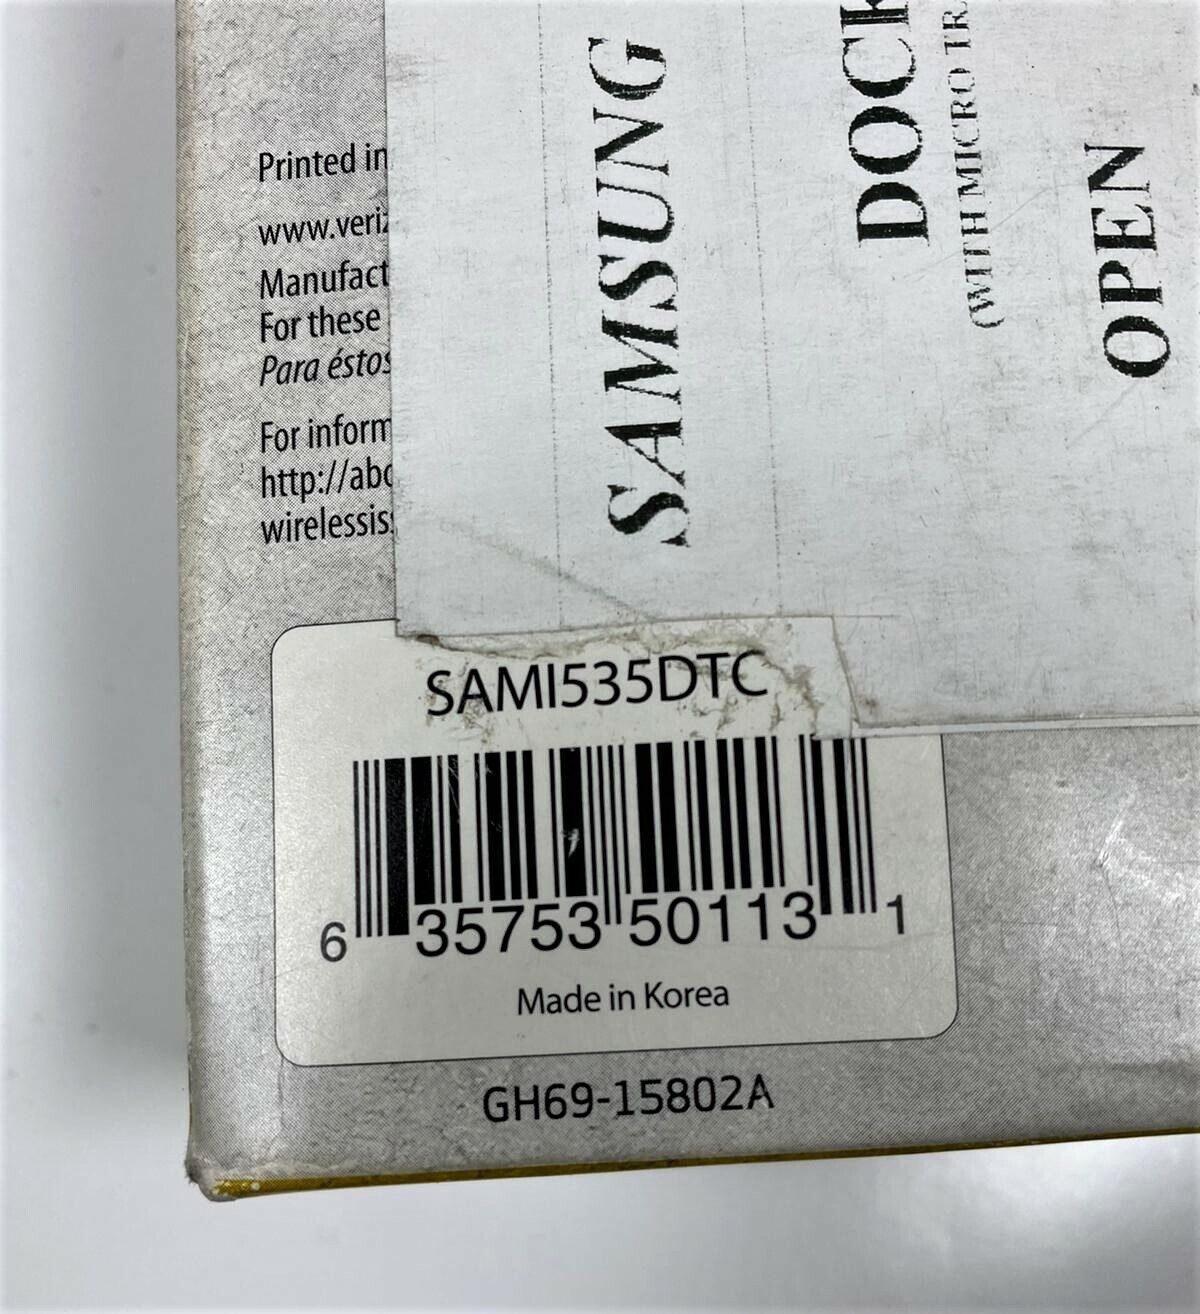 Printed in
www.veriz
Manufact
For these
Para éstos
For inform
http://abo
wirelessis
SAMSUNG
DOCK
(WITH MICRO TR
OPEN
SAMI535DTC
6 35753 50113 1
Made in Korea
GH69-15802A